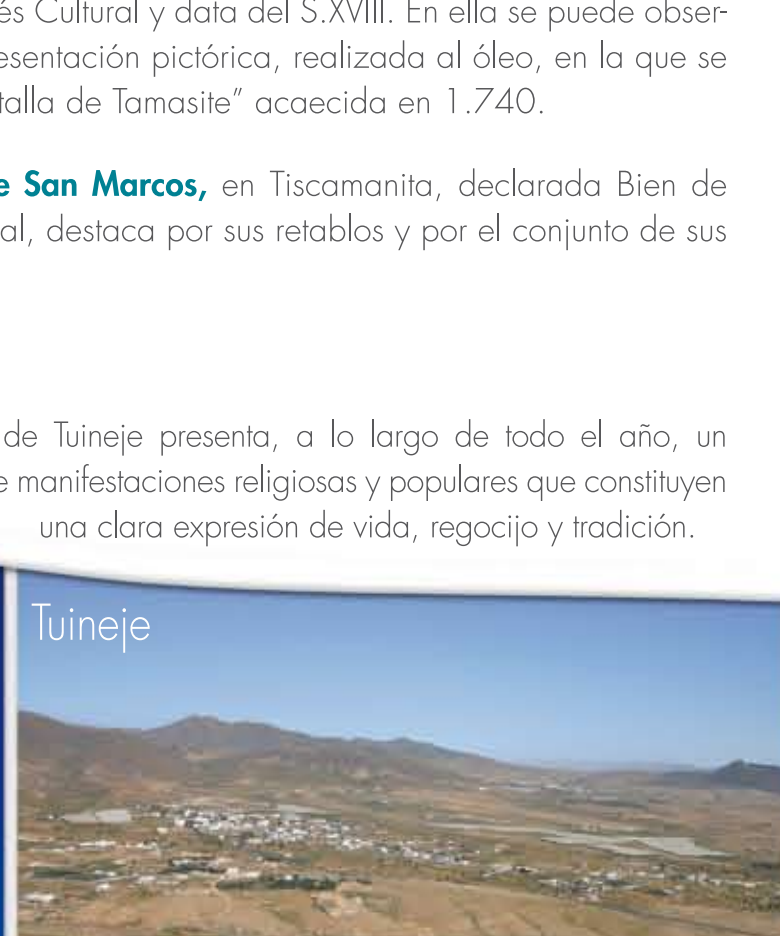 és Cultural y data del S.XVIII. En ella se puede obser-
esentación pictórica, realizada al óleo, en la que se
talla de Tamasite” acaecida en 1.740.
e San Marcos, en Tiscamanita, declarada Bien de
al, destaca por sus retablos y por el conjunto de sus
de Tuineje presenta, a lo largo de todo el año, un
e manifestaciones religiosas y populares que constituyen
una clara expresión de vida, regocijo y tradición.
Tuineje